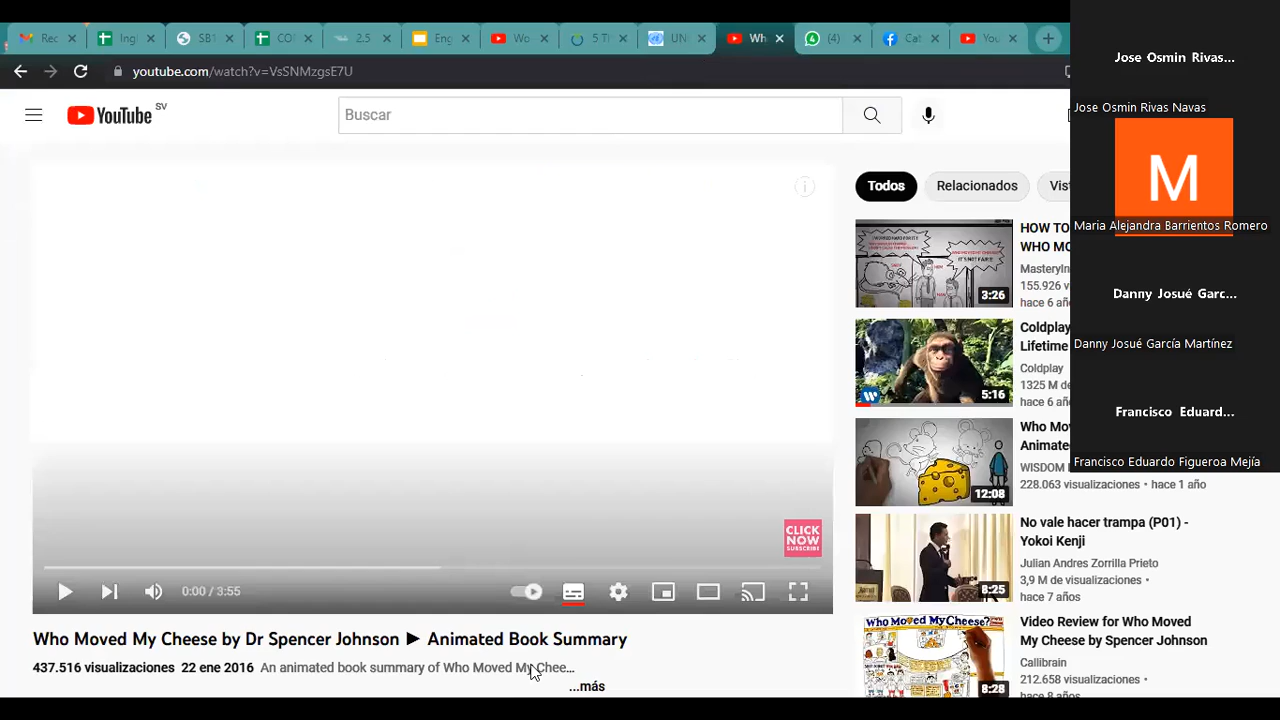 Rec
Ingl
SB1
CO
2.5
Eng
Wo
5 Ti
UNI
Wh
(4)
Cat
You
youtube.com/watch?v=VsSNMzgsE7U
YouTube SV
Buscar
Todos
Relacionados
Vis
3:26
HOW TO
WHO MO
MasteryIn
155.926 v
hace 6 añ
5:16
Coldplay
Lifetime
Coldplay
1325 M de
hace 6 añ
12:08
Who Mov
Animate
WISDOM
228.063 visualizaciones • hace 1 año
8:25
No vale hacer trampa (P01) -
Yokoi Kenji
Julian Andres Zorrilla Prieto
3,9 M de visualizaciones •
hace 7 años
Who Moved My Cheese?
8:28
Video Review for Who Moved
My Cheese by Spencer Johnson
Callibrain
212.658 visualizaciones •
hace 8 años
CLICK
NOW
SUBSCRIBE
0:00 / 3:55
Who Moved My Cheese by Dr Spencer Johnson ► Animated Book Summary
437.516 visualizaciones 22 ene 2016 An animated book summary of Who Moved My Chee...
...más
Jose Osmin Rivas...
Jose Osmin Rivas Navas
M
Maria Alejandra Barrientos Romero
Danny Josué Garc...
Danny Josué García Martínez
Francisco Eduard...
Francisco Eduardo Figueroa Mejía